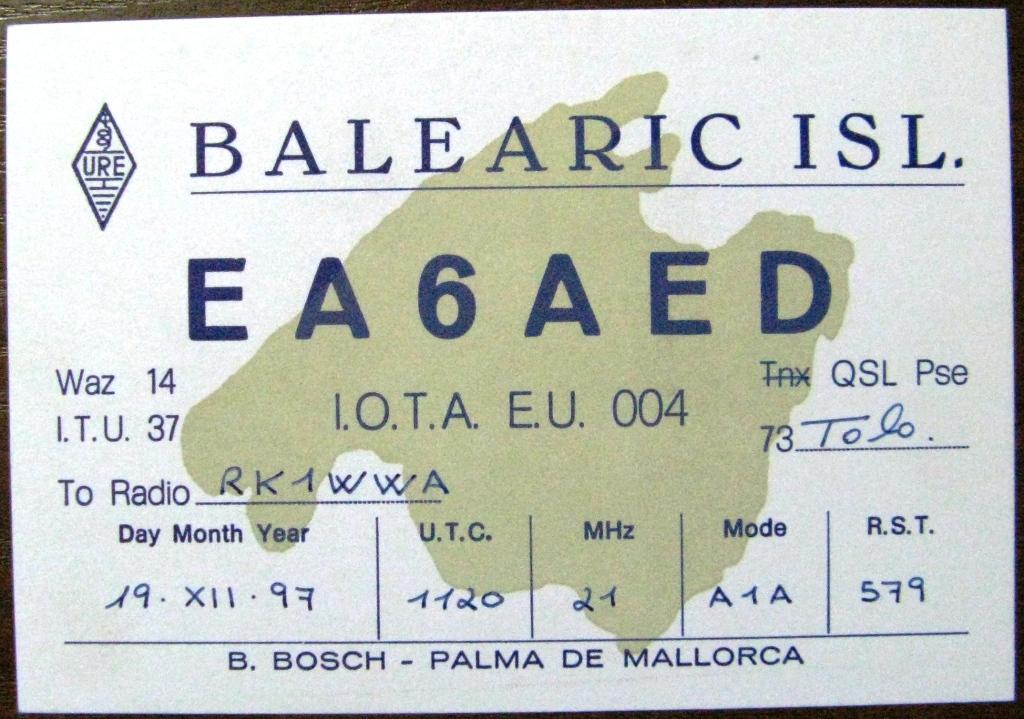 URE
BALEARIC ISL.
EA6AED
Waz 14
I.T.U. 37
I.O.T.A. E.U. 004
Tnx QSL Pse
73 Tolo.
To Radio RK1WWA
Day Month Year U.T.C. MHz Mode R.S.T.
19. XII. 97 1120 21 A1A 579
B. BOSCH - PALMA DE MALLORCA